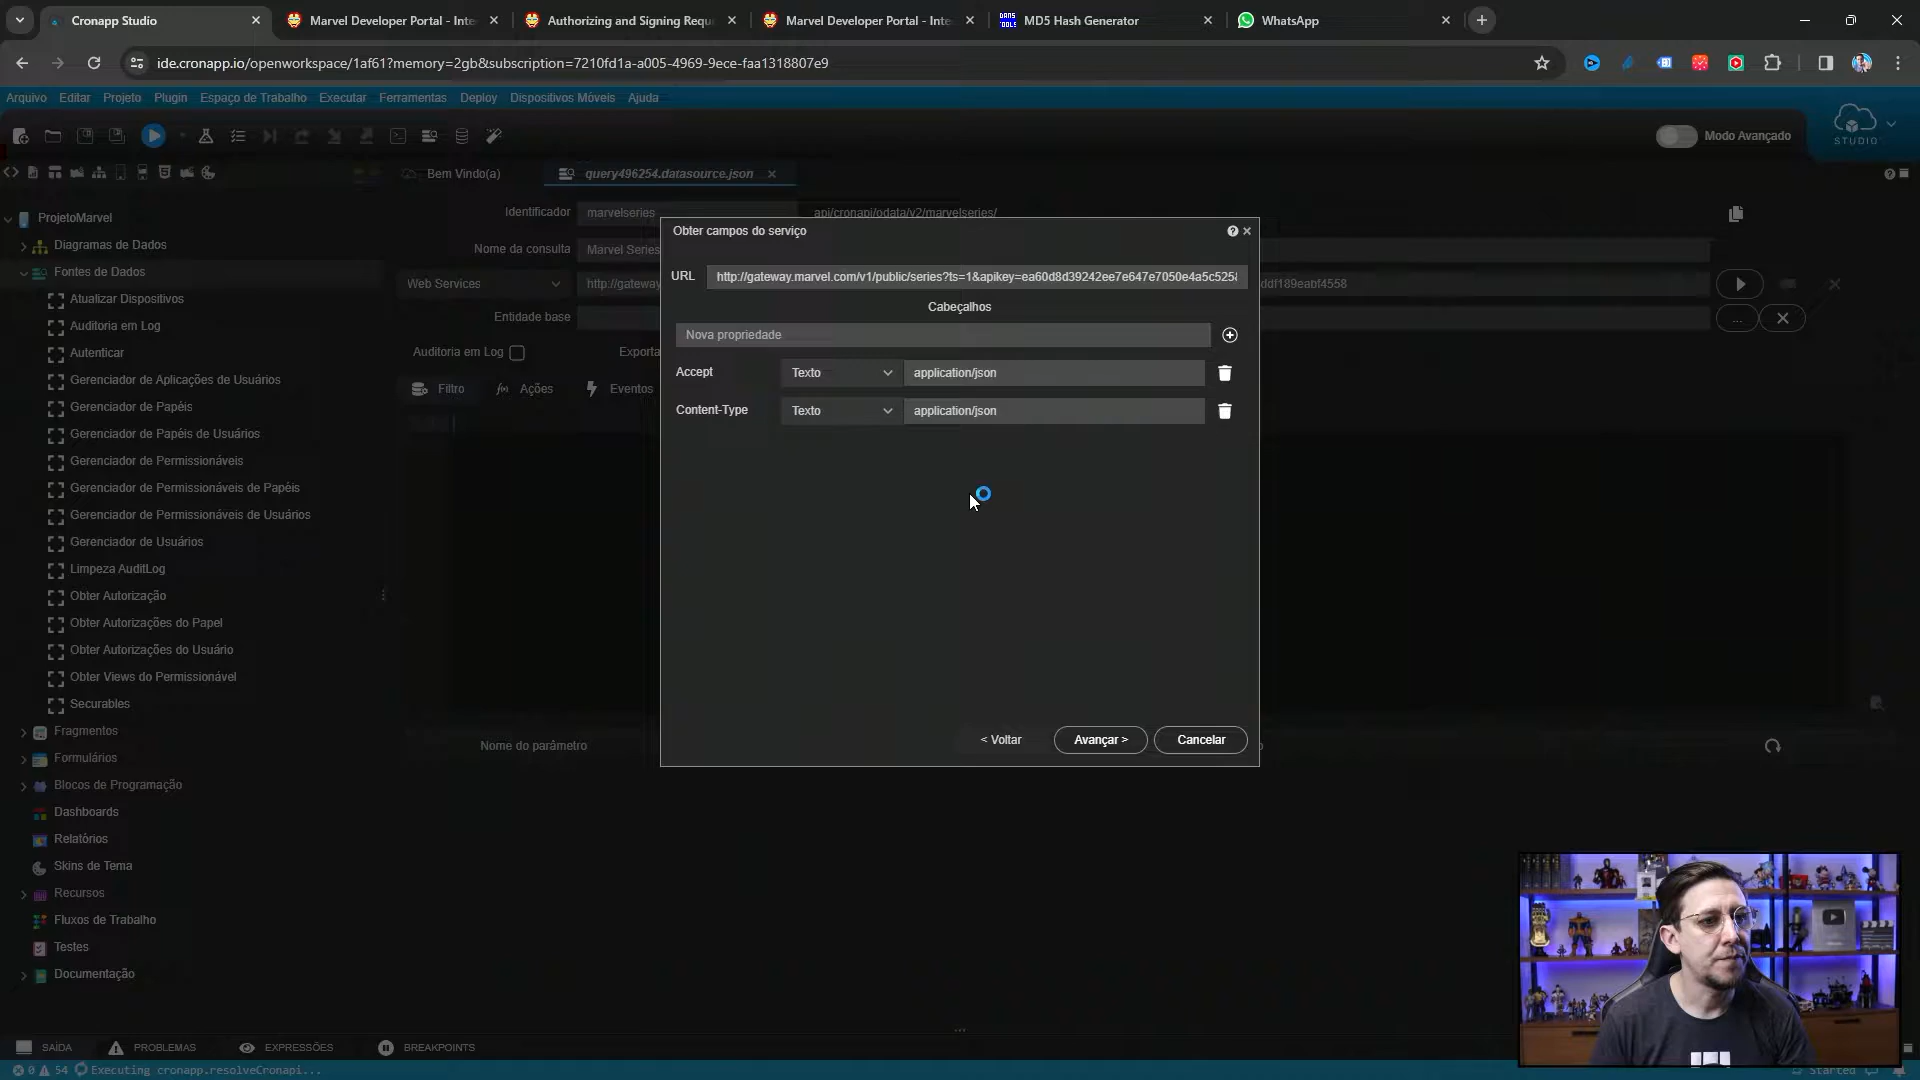 Cronapp Studio
Marvel Developer Portal - Inte
Authorizing and Signing Requ
Marvel Developer Portal - Inte
MD5 Hash Generator
WhatsApp
ide.cronapp.io/openworkspace/1af61?memory=2gb&subscription=7210fd1a-a005-4969-9ece-faa1318807e9
Arquivo Editar Projeto Plugin Espaço de Trabalho Executar Ferramentas Deploy Dispositivos Móveis Ajuda
Modo Avançado
STUDIO
Bem Vindo(a)
query496254.datasource.json
ProjetoMarvel
Diagramas de Dados
Fontes de Dados
Atualizar Dispositivos
Auditoria em Log
Autenticar
Gerenciador de Aplicações de Usuários
Gerenciador de Papéis
Gerenciador de Papéis de Usuários
Gerenciador de Permissionáveis
Gerenciador de Permissionáveis de Papéis
Gerenciador de Permissionáveis de Usuários
Gerenciador de Usuários
Limpeza AuditLog
Obter Autorização
Obter Autorizações do Papel
Obter Autorizações do Usuário
Obter Views do Permissionável
Securables
Fragmentos
Formulários
Blocos de Programação
Dashboards
Relatórios
Skins de Tema
Recursos
Fluxos de Trabalho
Testes
Documentação
Identificador
marvelseries
api/cronapi/odata/v2/marvelseries/
Nome da consulta
Marvel Series
Web Services
http://gateway
ddf189eabf4558
Entidade base
...
Auditoria em Log
Exporta
Filtro
Ações
Eventos
Nome do parâmetro
Obter campos do serviço
URL
http://gateway.marvel.com/v1/public/series?ts=1&apikey=ea60d8d39242ee7e647e7050e4a5c525&
Cabeçalhos
Nova propriedade
Accept
Texto
application/json
Content-Type
Texto
application/json
< Voltar
Avançar >
Cancelar
SAÍDA
PROBLEMAS
EXPRESSÕES
BREAKPOINTS
0 54 Executing cronapp.resolveCronapi...
Started